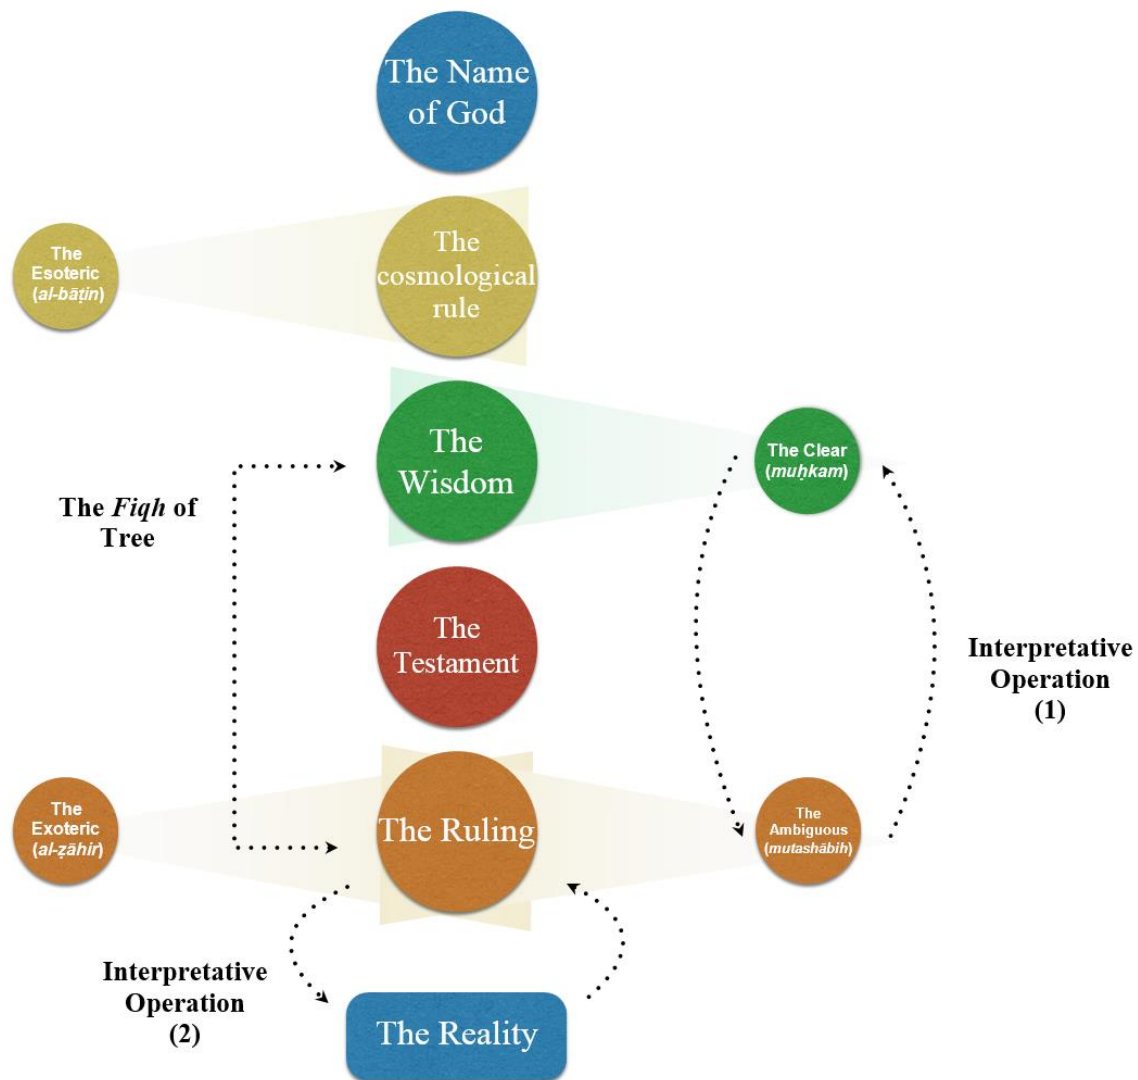 The Name
of God
The
Esoteric
(al-bāṭin)
The
cosmological
rule
The
Wisdom
The Clear
(muḥkam)
The Fiqh of
Tree
The
Testament
Interpretative
Operation
(1)
The
Exoteric
(al-ẓāhir)
The Ruling
The
Ambiguous
(mutashābih)
Interpretative
Operation
(2)
The Reality